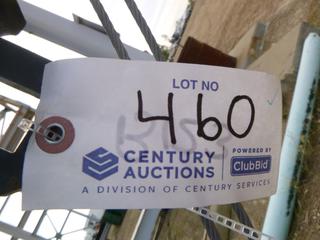 LOT NO
460
CENTURY AUCTIONS
POWERED BY
ClubBid
A DIVISION OF CENTURY SERVICES